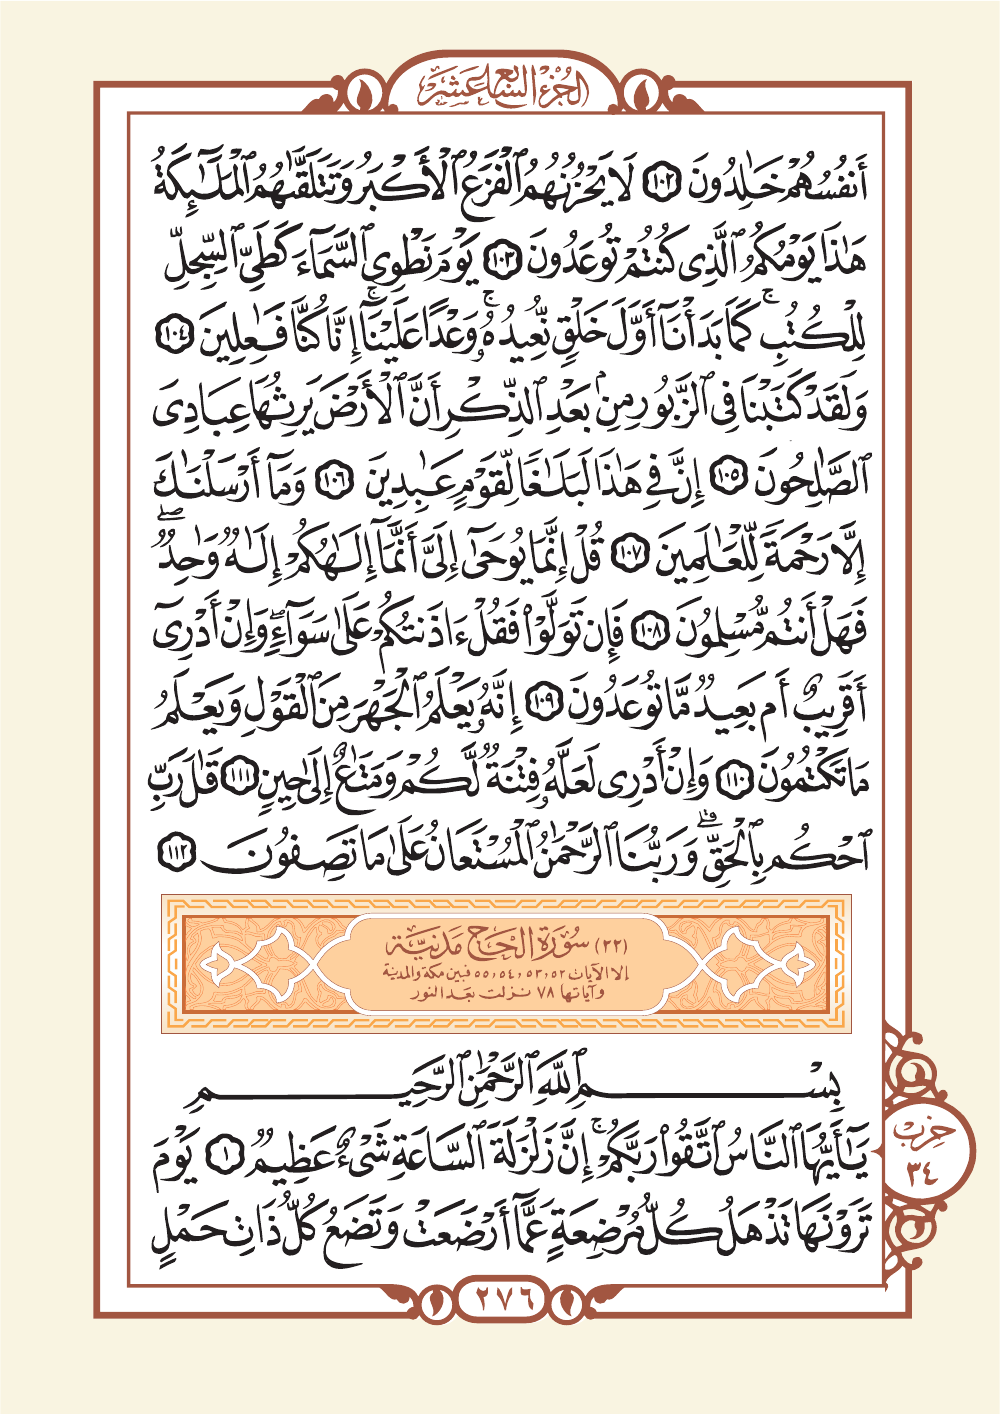 الجزء السابع عشر
أَنفُسُهُمْ خَـٰلِدُونَ ١٠٢ لَا يَحْزُنُهُمُ ٱلْفَزَعُ ٱلْأَكْبَرُ وَتَتَلَقَّىٰهُمُ ٱلْمَلَـٰٓئِكَةُ
هَـٰذَا يَوْمُكُمُ ٱلَّذِى كُنتُمْ تُوعَدُونَ ١٠٣ يَوْمَ نَطْوِى ٱلسَّمَآءَ كَطَىِّ ٱلسِّجِلِّ
لِلْكُتُبِ ۚ كَمَا بَدَأْنَآ أَوَّلَ خَلْقٍ نُّعِيدُهُۥ ۚ وَعْدًا عَلَيْنَآ ۚ إِنَّا كُنَّا فَـٰعِلِينَ ١٠٤
وَلَقَدْ كَتَبْنَا فِى ٱلزَّبُورِ مِنۢ بَعْدِ ٱلذِّكْرِ أَنَّ ٱلْأَرْضَ يَرِثُهَا عِبَادِىَ
ٱلصَّـٰلِحُونَ ١٠٥ إِنَّ فِى هَـٰذَا لَبَلَـٰغًا لِّقَوْمٍ عَـٰبِدِينَ ١٠٦ وَمَآ أَرْسَلْنَـٰكَ
إِلَّا رَحْمَةً لِّلْعَـٰلَمِينَ ١٠٧ قُلْ إِنَّمَا يُوحَىٰٓ إِلَىَّ أَنَّمَآ إِلَـٰهُكُمْ إِلَـٰهٌ وَٰحِدٌ ۖ
فَهَلْ أَنتُم مُّسْلِمُونَ ١٠٨ فَإِن تَوَلَّوْا۟ فَقُلْ ءَاذَنتُكُمْ عَلَىٰ سَوَآءٍ ۖ وَإِنْ أَدْرِىٓ
أَقَرِيبٌ أَم بَعِيدٌ مَّا تُوعَدُونَ ١٠٩ إِنَّهُۥ يَعْلَمُ ٱلْجَهْرَ مِنَ ٱلْقَوْلِ وَيَعْلَمُ
مَا تَكْتُمُونَ ١١٠ وَإِنْ أَدْرِى لَعَلَّهُۥ فِتْنَةٌ لَّكُمْ وَمَتَـٰعٌ إِلَىٰ حِينٍ ١١١ قَـٰلَ رَبِّ
ٱحْكُم بِٱلْحَقِّ ۗ وَرَبُّنَا ٱلرَّحْمَـٰنُ ٱلْمُسْتَعَانُ عَلَىٰ مَا تَصِفُونَ ١١٢
(٢٢) سُورَة الحَج مَدنيَّة
إلا الآيات ٥٢، ٥٣، ٥٤، ٥٥ فبين مكة والمدينة
وآياتها ٧٨ نزلت بعد النور
بِسْمِ ٱللَّهِ ٱلرَّحْمَـٰنِ ٱلرَّحِيمِ
يَـٰٓأَيُّهَا ٱلنَّاسُ ٱتَّقُوا۟ رَبَّكُمْ ۚ إِنَّ زَلْزَلَةَ ٱلسَّاعَةِ شَىْءٌ عَظِيمٌ ١ يَوْمَ
تَرَوْنَهَا تَذْهَلُ كُلُّ مُرْضِعَةٍ عَمَّآ أَرْضَعَتْ وَتَضَعُ كُلُّ ذَاتِ حَمْلٍ
حزب
٣٤
٢٧٦